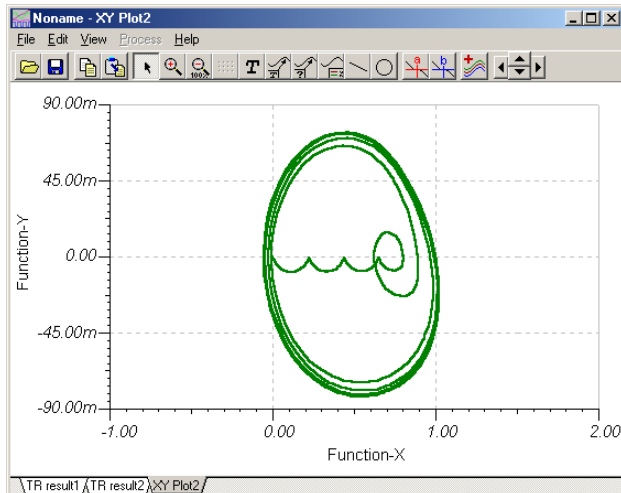 Noname - XY Plot2
File Edit View Process Help
100% T ? a b
90.00m
45.00m
0.00
-45.00m
-90.00m
Function-Y
-1.00 0.00 1.00 2.00
Function-X
TR result1 TR result2 XY Plot2